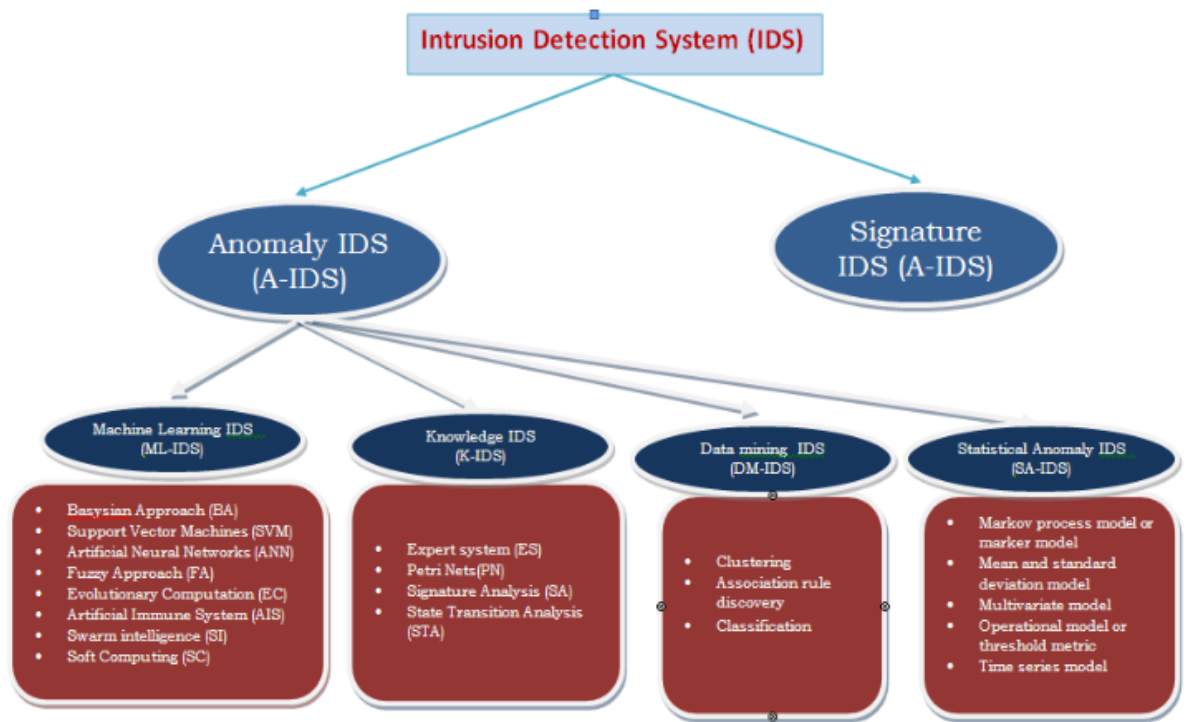 Intrusion Detection System (IDS)
Anomaly IDS
(A-IDS)
Signature
IDS (A-IDS)
Machine Learning IDS
(ML-IDS)
Knowledge IDS
(K-IDS)
Data mining IDS
(DM-IDS)
Statistical Anomaly IDS
(SA-IDS)
• Basysian Approach (BA)
• Support Vector Machines (SVM)
• Artificial Neural Networks (ANN)
• Fuzzy Approach (FA)
• Evolutionary Computation (EC)
• Artificial Immune System (AIS)
• Swarm intelligence (SI)
• Soft Computing (SC)
• Expert system (ES)
• Petri Nets(PN)
• Signature Analysis (SA)
• State Transition Analysis
(STA)
• Clustering
• Association rule
discovery
• Classification
• Markov process model or
marker model
• Mean and standard
deviation model
• Multivariate model
• Operational model or
threshold metric
• Time series model